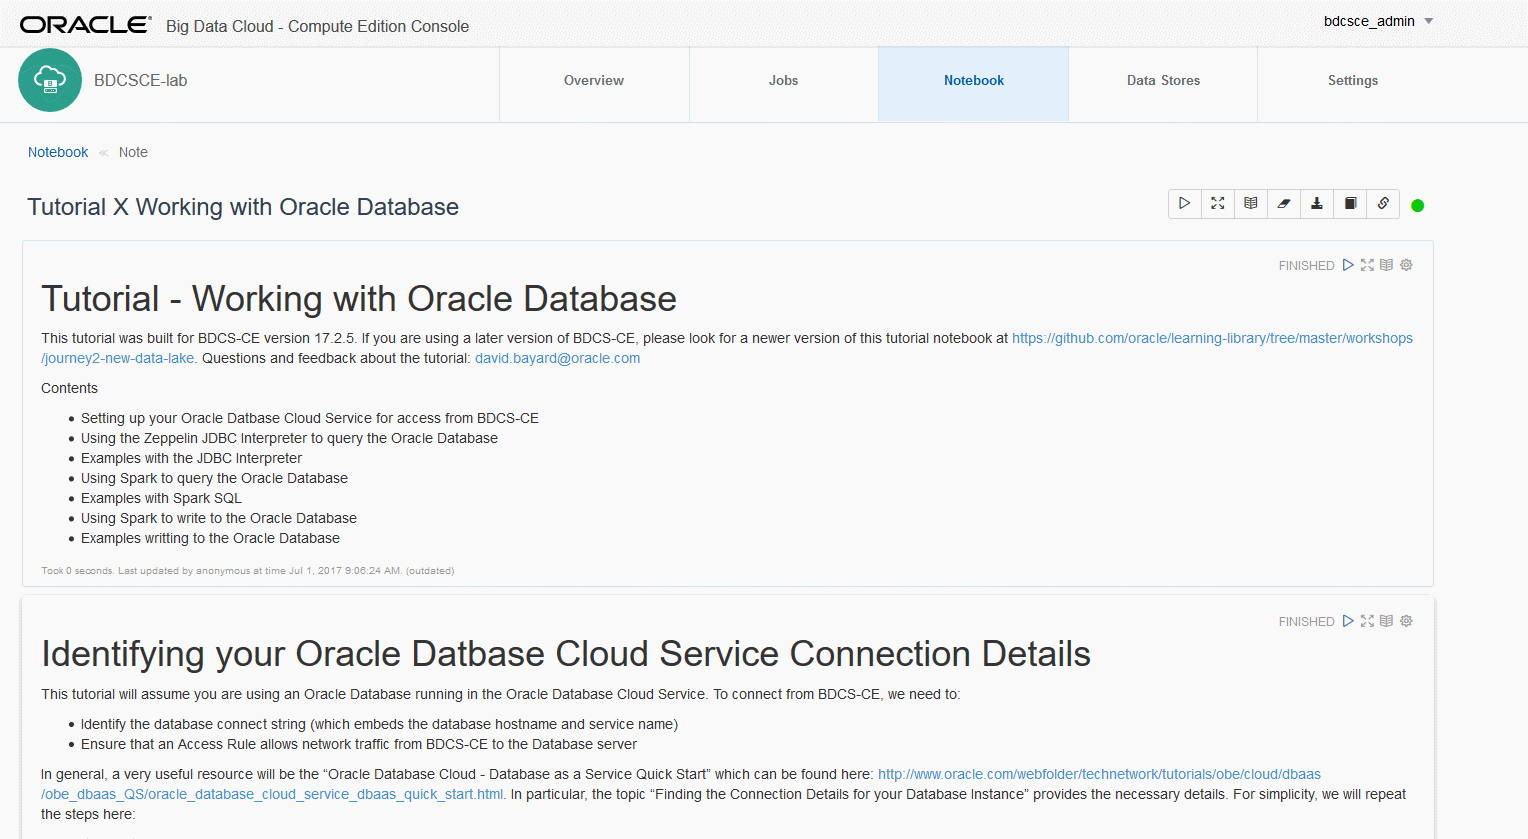 ORACLE® Big Data Cloud - Compute Edition Console
bdcsce_admin
BDCSCE-lab
Overview
Jobs
Notebook
Data Stores
Settings
Notebook ≪ Note
Tutorial X Working with Oracle Database
FINISHED
Tutorial - Working with Oracle Database
This tutorial was built for BDCS-CE version 17.2.5. If you are using a later version of BDCS-CE, please look for a newer version of this tutorial notebook at https://github.com/oracle/learning-library/tree/master/workshops
/journey2-new-data-lake. Questions and feedback about the tutorial: david.bayard@oracle.com
Contents
• Setting up your Oracle Datbase Cloud Service for access from BDCS-CE
• Using the Zeppelin JDBC Interpreter to query the Oracle Database
• Examples with the JDBC Interpreter
• Using Spark to query the Oracle Database
• Examples with Spark SQL
• Using Spark to write to the Oracle Database
• Examples writting to the Oracle Database
Took 0 seconds. Last updated by anonymous at time Jul 1, 2017 9:06:24 AM. (outdated)
FINISHED
Identifying your Oracle Datbase Cloud Service Connection Details
This tutorial will assume you are using an Oracle Database running in the Oracle Database Cloud Service. To connect from BDCS-CE, we need to:
• Identify the database connect string (which embeds the database hostname and service name)
• Ensure that an Access Rule allows network traffic from BDCS-CE to the Database server
In general, a very useful resource will be the “Oracle Database Cloud - Database as a Service Quick Start” which can be found here: http://www.oracle.com/webfolder/technetwork/tutorials/obe/cloud/dbaas
/obe_dbaas_QS/oracle_database_cloud_service_dbaas_quick_start.html. In particular, the topic “Finding the Connection Details for your Database Instance” provides the necessary details. For simplicity, we will repeat
the steps here: